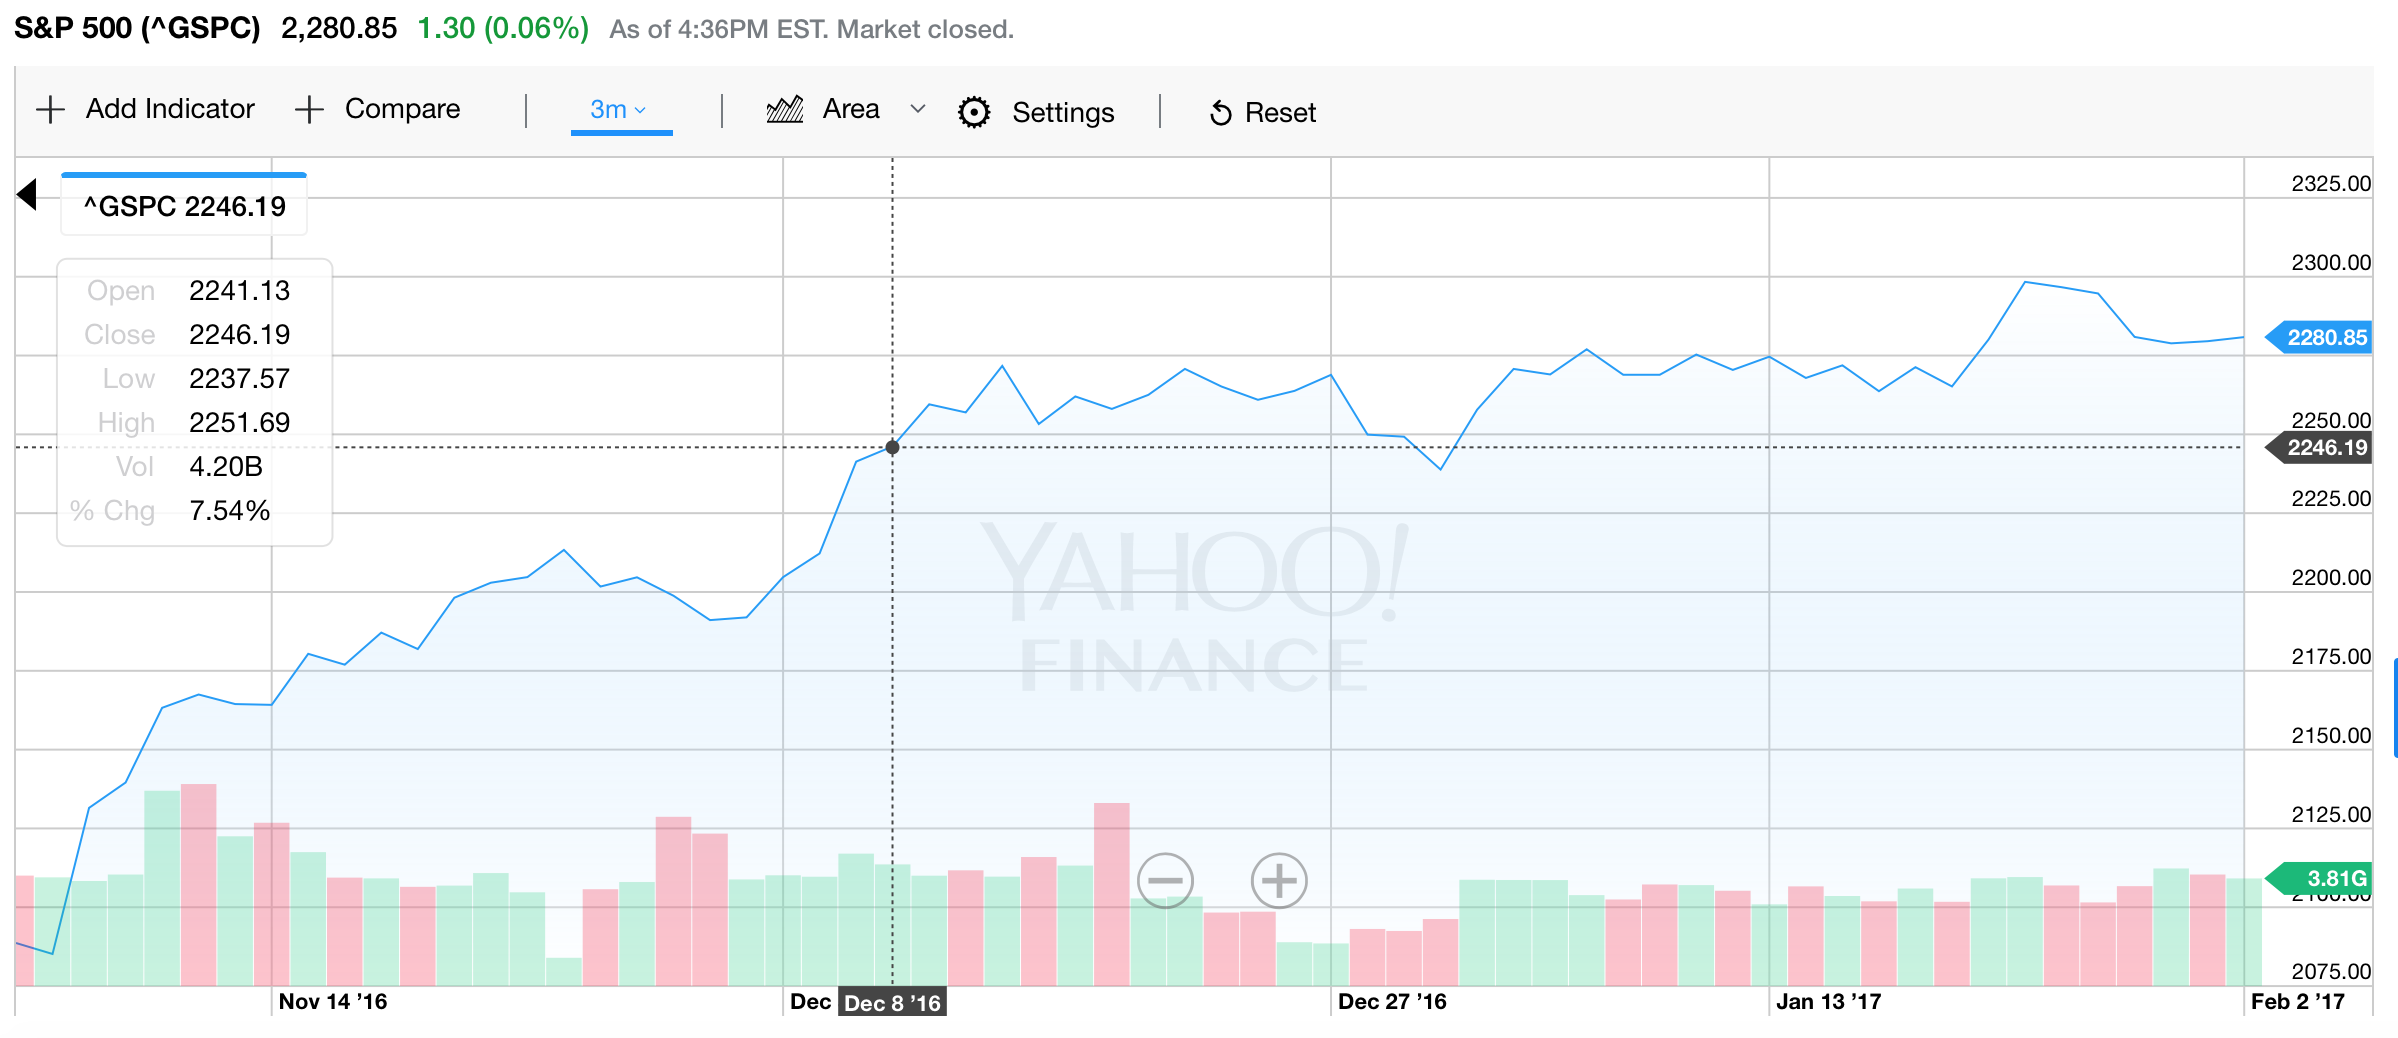 S&P 500 (^GSPC) 2,280.85 1.30 (0.06%) As of 4:36PM EST. Market closed.
Add Indicator Compare 3m Area Settings Reset
^GSPC 2246.19
Open 2241.13
Close 2246.19
Low 2237.57
High 2251.69
Vol 4.20B
% Chg 7.54%
2325.00
2300.00
2280.85
2250.00
2246.19
2225.00
2200.00
2175.00
2150.00
2125.00
3.81G
2100.00
2075.00
YAHOO!
FINANCE
Nov 14 ’16 Dec Dec 8 ’16 Dec 27 ’16 Jan 13 ’17 Feb 2 ’17